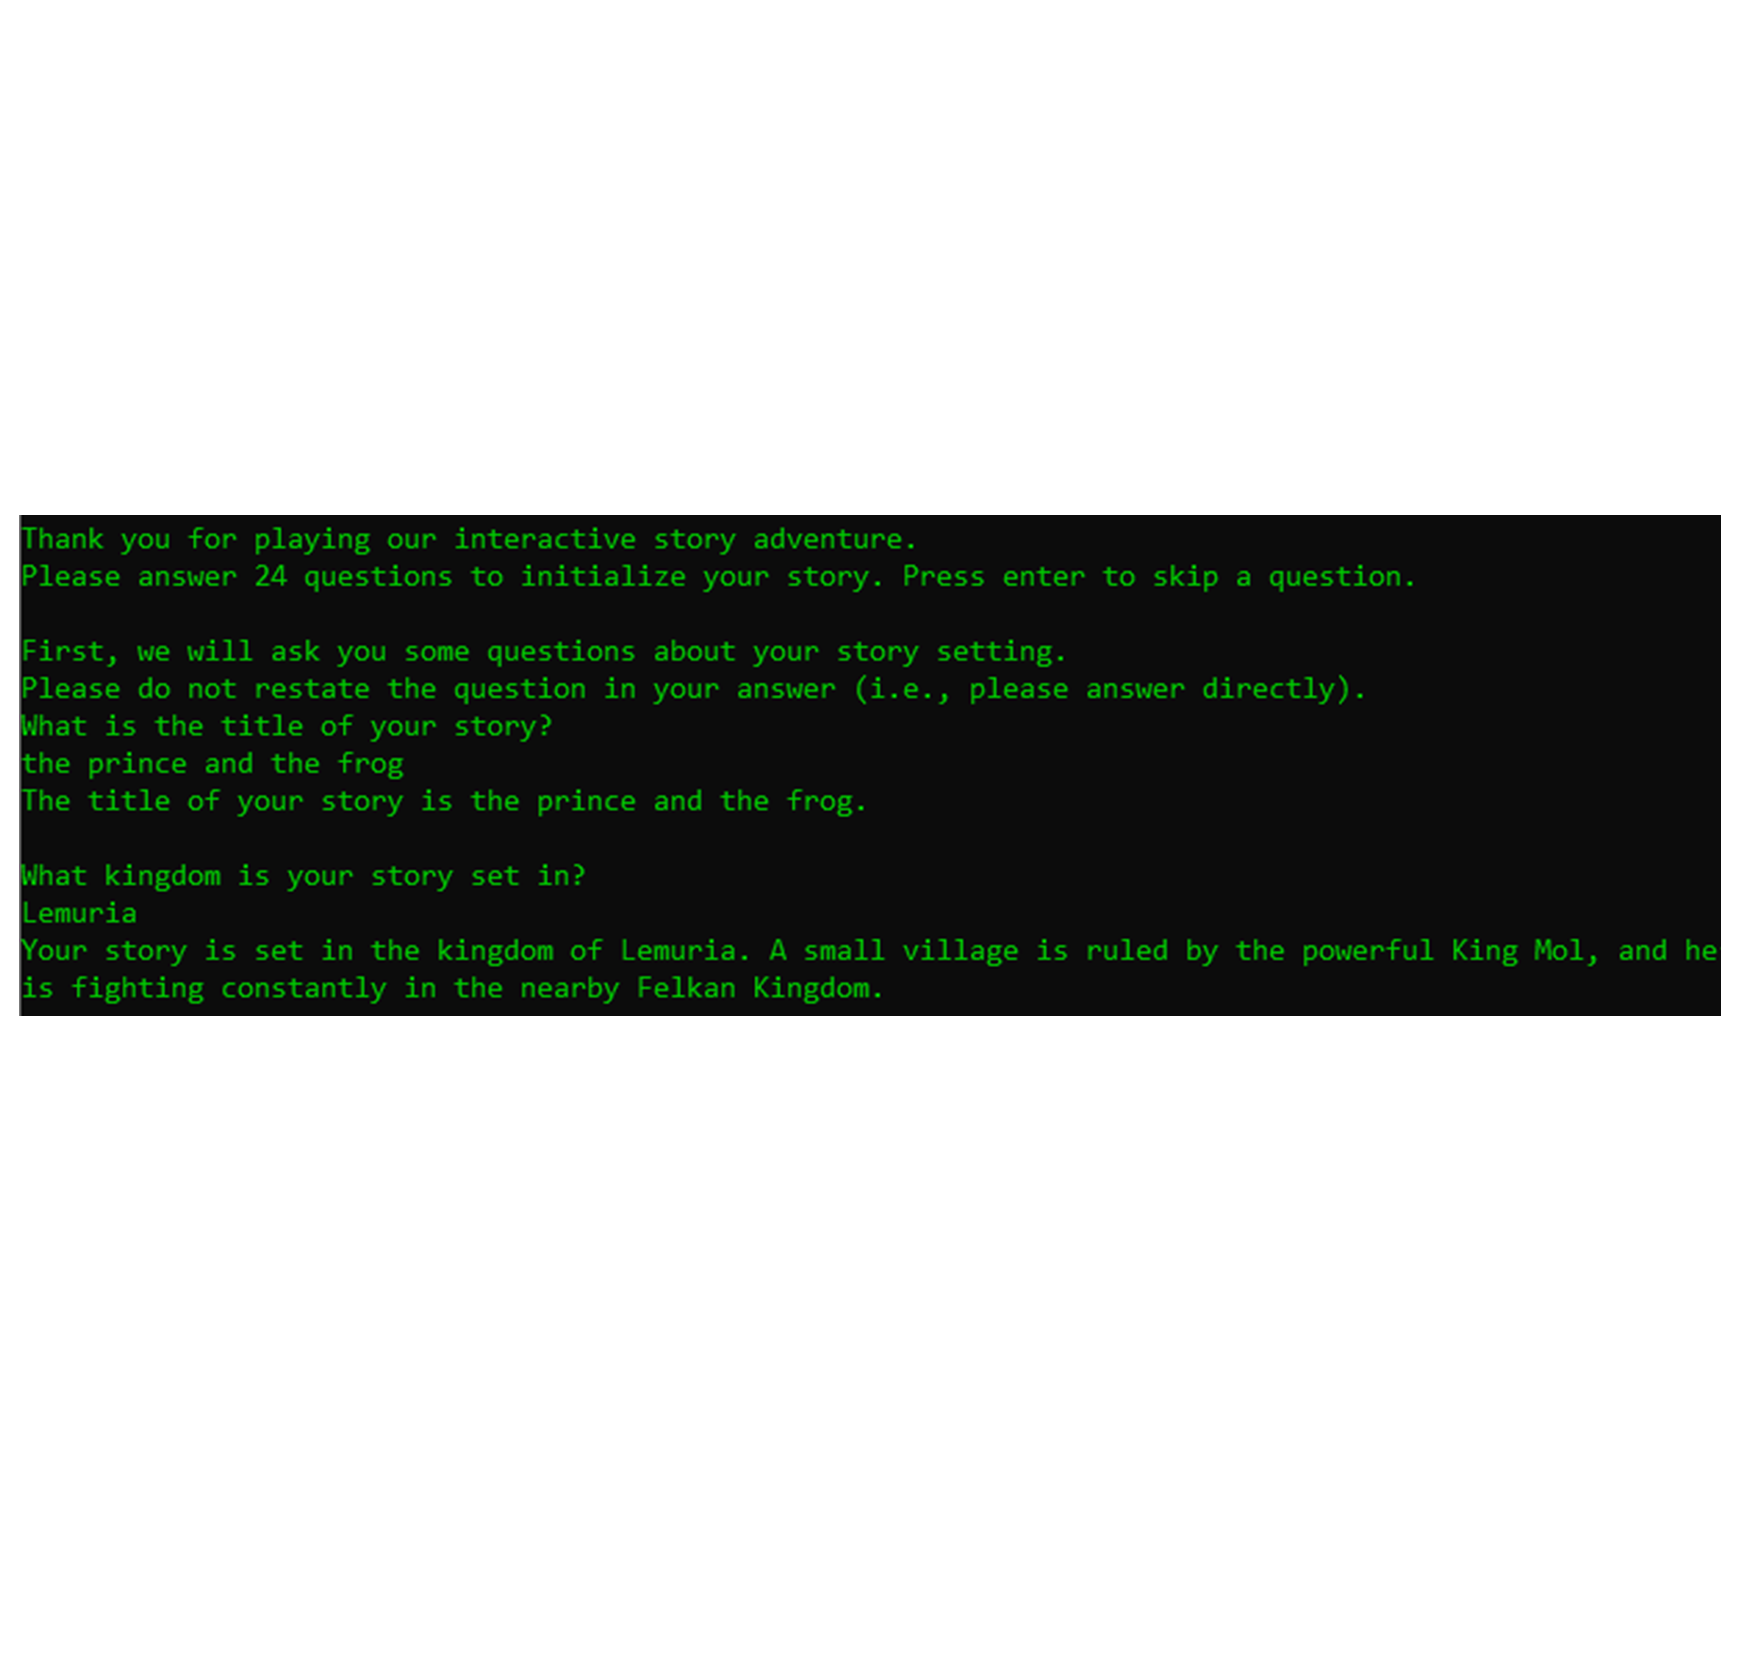 Thank you for playing our interactive story adventure.
Please answer 24 questions to initialize your story. Press enter to skip a question.
First, we will ask you some questions about your story setting.
Please do not restate the question in your answer (i.e., please answer directly).
What is the title of your story?
the prince and the frog
The title of your story is the prince and the frog.
What kingdom is your story set in?
Lemuria
Your story is set in the kingdom of Lemuria. A small village is ruled by the powerful King Mol, and he
is fighting constantly in the nearby Felkan Kingdom.